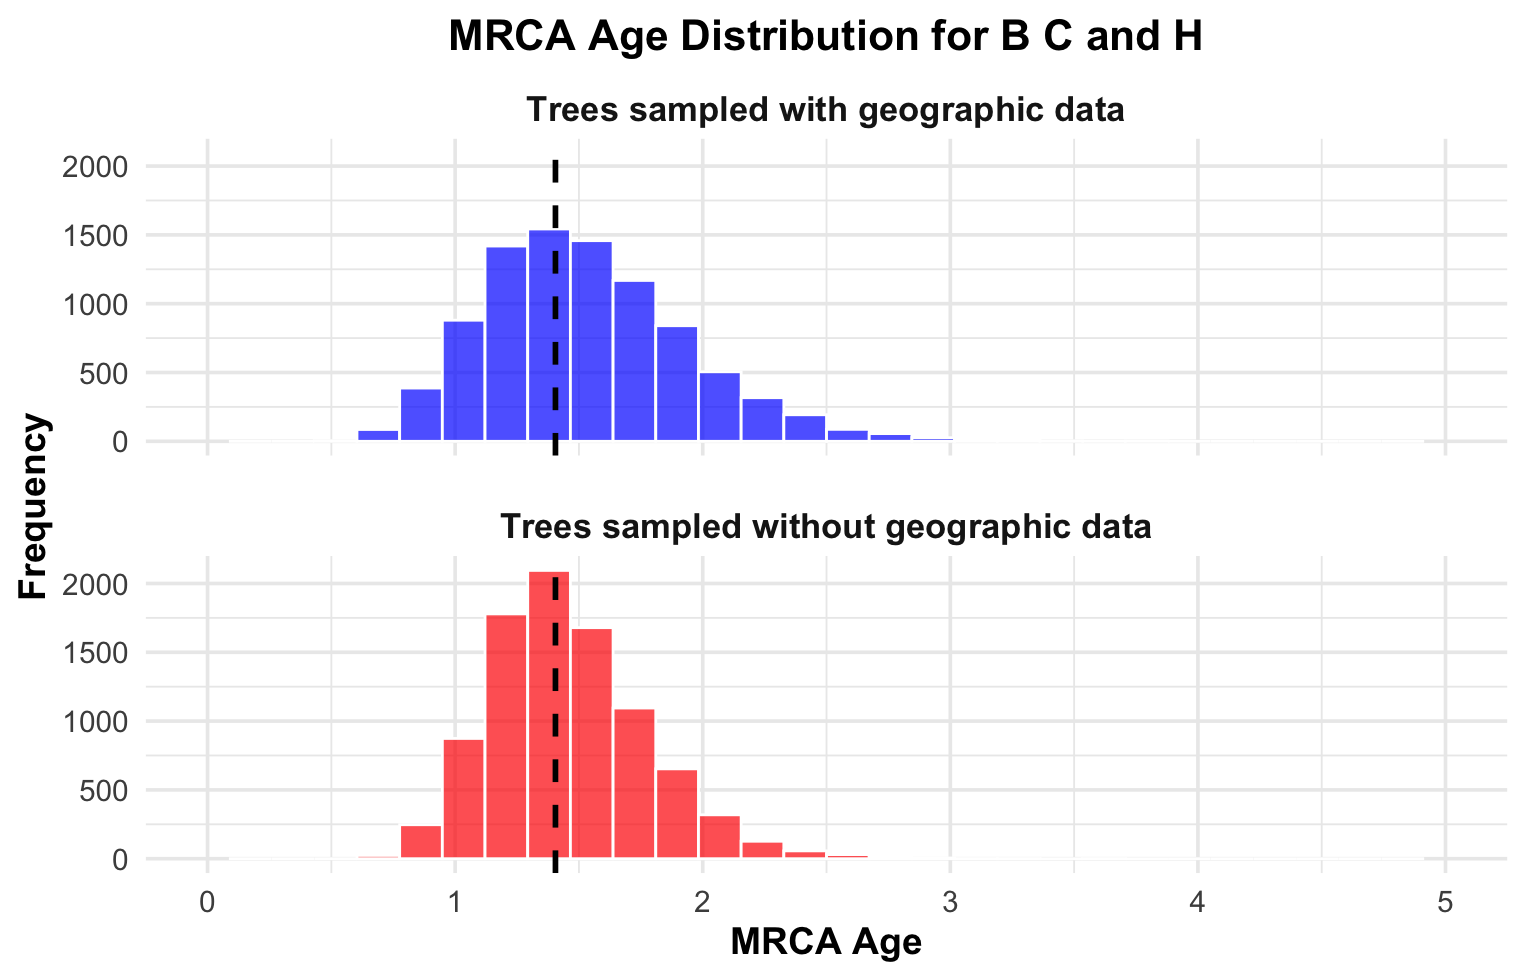 MRCA Age Distribution for B C and H
Trees sampled with geographic data
2000
1500
1000
500
0
Frequency
Trees sampled without geographic data
2000
1500
1000
500
0
0 1 2 3 4 5
MRCA Age